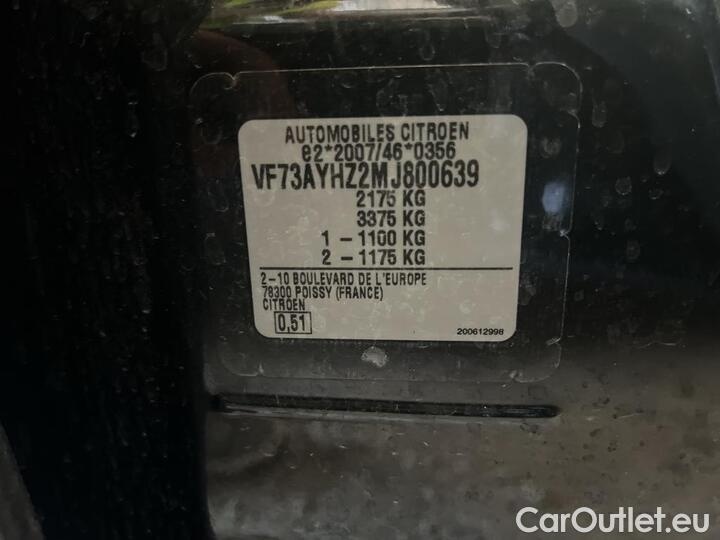 AUTOMOBILES CITROEN
e2*2007/46*0356
VF73AYHZ2MJ800639
2175 KG
3375 KG
1 – 1100 KG
2 – 1175 KG
2–10 BOULEVARD DE L'EUROPE
78300 POISSY (FRANCE)
CITROEN
0,51
200612998
CarOutlet.eu